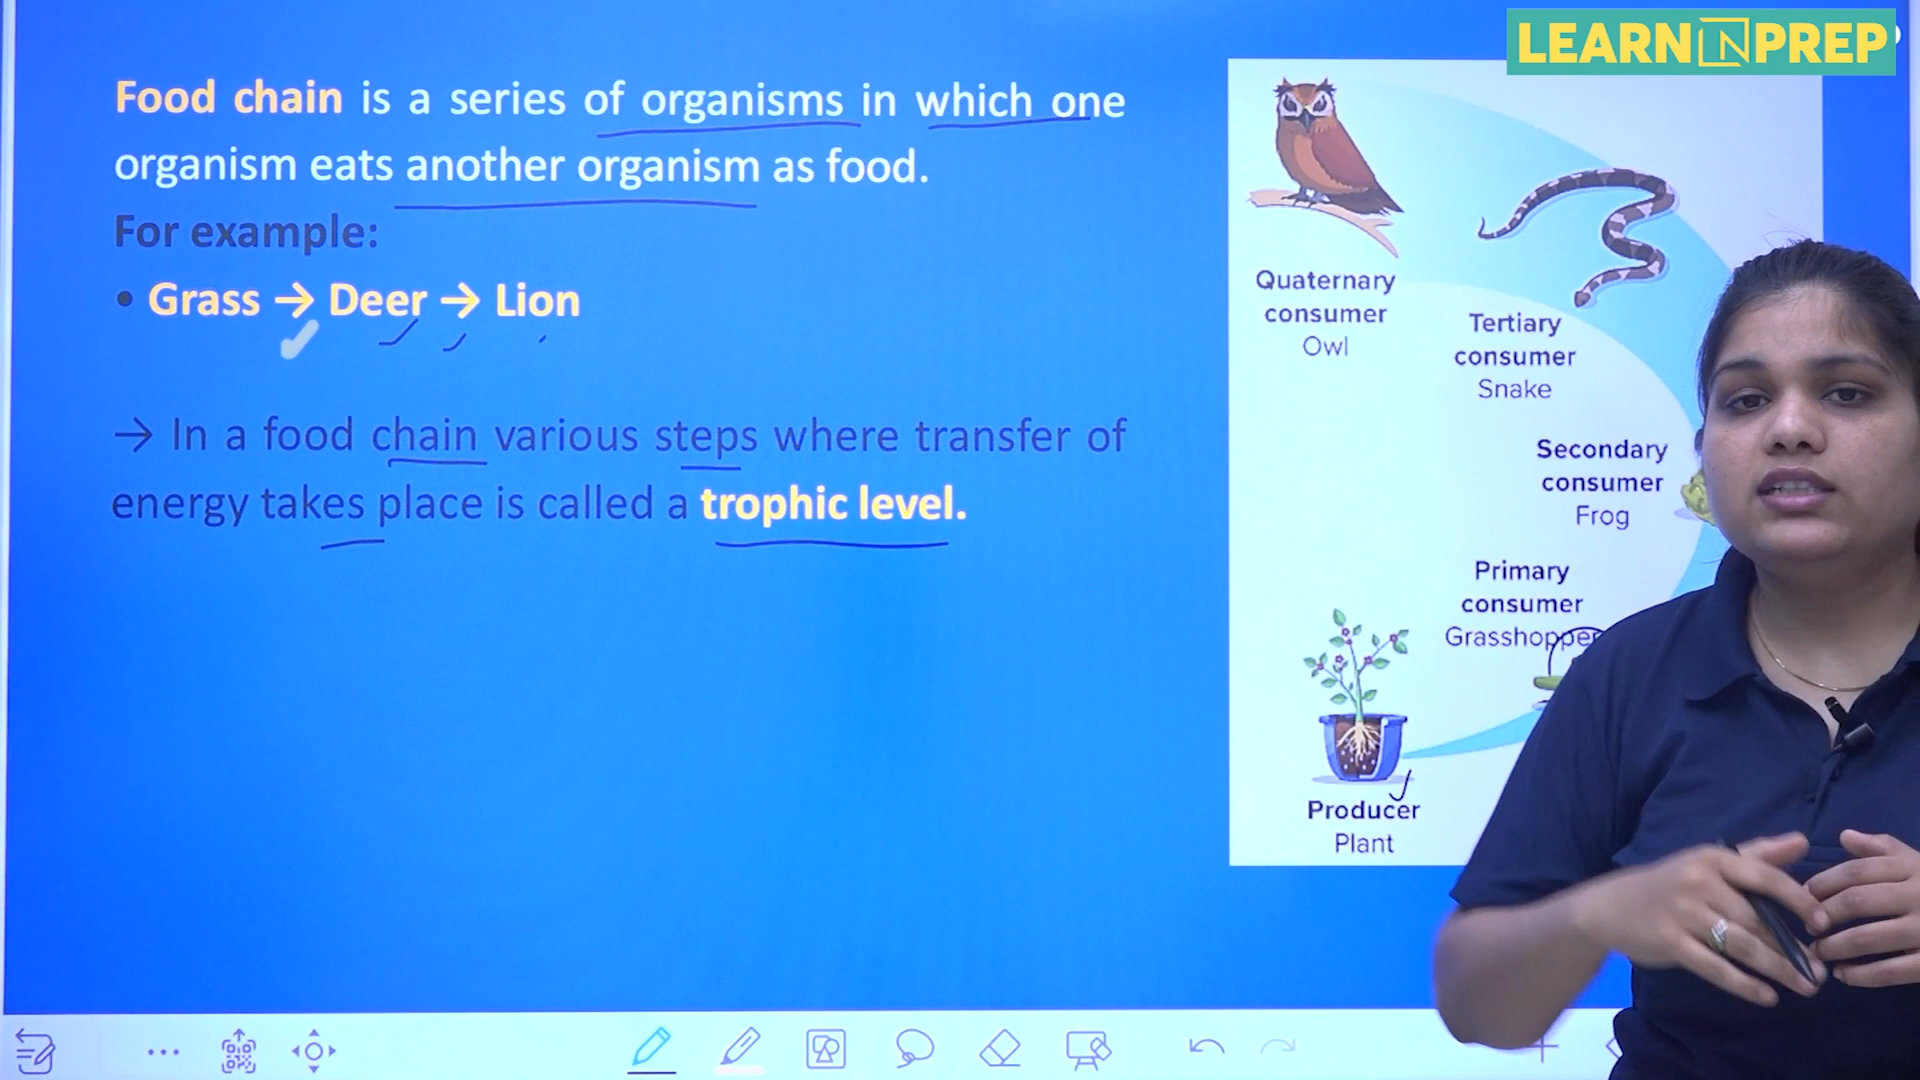 LEARN N PREP
Food chain is a series of organisms in which one
organism eats another organism as food.
For example:
• Grass → Deer → Lion
→ In a food chain various steps where transfer of
energy takes place is called a trophic level.
Quaternary
consumer
Owl
Tertiary
consumer
Snake
Secondary
consumer
Frog
Primary
consumer
Grasshopper
Producer
Plant